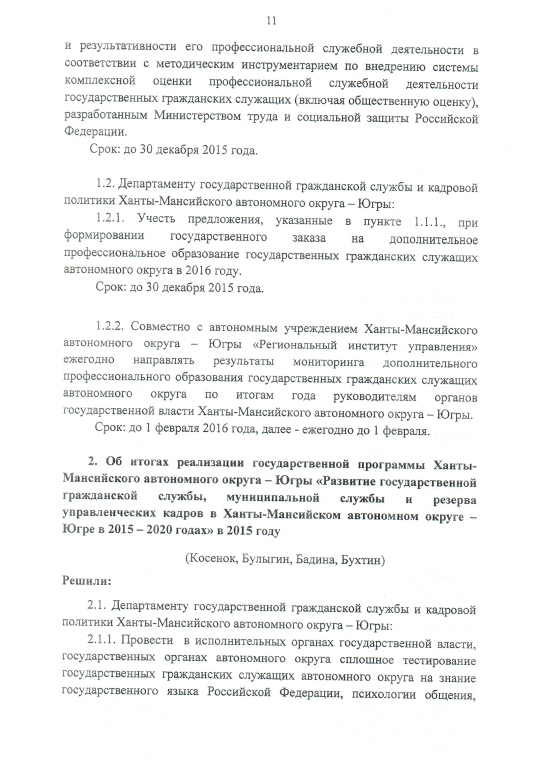 11
и результативности его профессиональной служебной деятельности в
соответствии с методическим инструментарием по внедрению системы
комплексной оценки профессиональной служебной деятельности
государственных гражданских служащих (включая общественную оценку),
разработанным Министерством труда и социальной защиты Российской
Федерации.
Срок: до 30 декабря 2015 года.
1.2. Департаменту государственной гражданской службы и кадровой
политики Ханты-Мансийского автономного округа – Югры:
1.2.1. Учесть предложения, указанные в пункте 1.1.1., при
формировании государственного заказа на дополнительное
профессиональное образование государственных гражданских служащих
автономного округа в 2016 году.
Срок: до 30 декабря 2015 года.
1.2.2. Совместно с автономным учреждением Ханты-Мансийского
автономного округа – Югры «Региональный институт управления»
ежегодно направлять результаты мониторинга дополнительного
профессионального образования государственных гражданских служащих
автономного округа по итогам года руководителям органов
государственной власти Ханты-Мансийского автономного округа – Югры.
Срок: до 1 февраля 2016 года, далее - ежегодно до 1 февраля.
2. Об итогах реализации государственной программы Ханты-
Мансийского автономного округа – Югры «Развитие государственной
гражданской службы, муниципальной службы и резерва
управленческих кадров в Ханты-Мансийском автономном округе –
Югре в 2015 – 2020 годах» в 2015 году
(Косенок, Булыгин, Бадина, Бухтин)
Решили:
2.1. Департаменту государственной гражданской службы и кадровой
политики Ханты-Мансийского автономного округа – Югры:
2.1.1. Провести в исполнительных органах государственной власти,
государственных органах автономного округа сплошное тестирование
государственных гражданских служащих автономного округа на знание
государственного языка Российской Федерации, психологии общения,